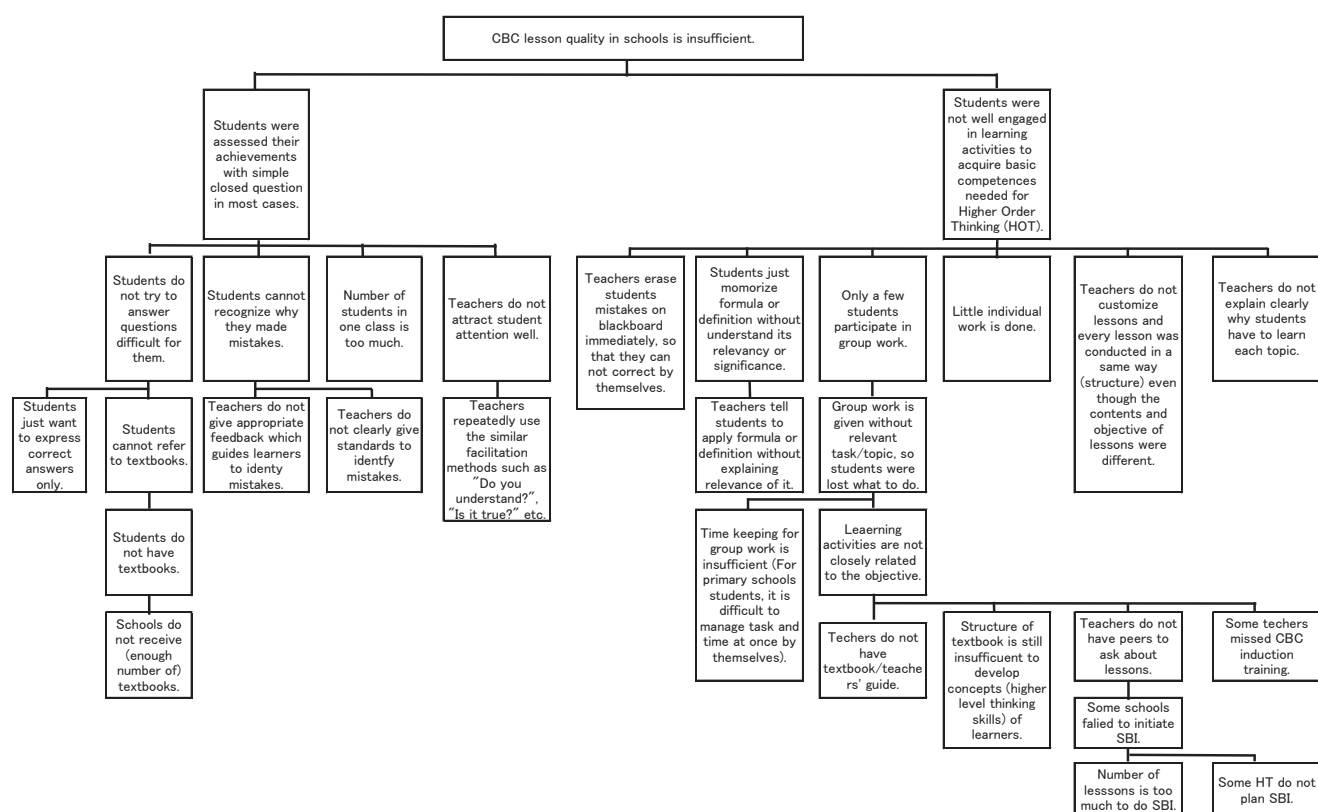 CBC lesson quality in schools is insufficient.
Students were
assessed their
achievements
with simple
closed question
in most cases.
Students were
not well engaged
in learning
activities to
acquire basic
competences
needed for
Higher Order
Thinking (HOT).
Students do
not try to
answer
questions
difficult for
them.
Students cannot
recognize why
they made
mistakes.
Number of
students in
one class is
too much.
Teachers do not
attract student
attention well.
Teachers erase
students
mistakes on
blackboard
immediately, so
that they can
not correct by
themselves.
Students just
momorize
formula or
definition without
understand its
relevancy or
significance.
Only a few
students
participate in
group work.
Little individual
work is done.
Teachers do not
customize
lessons and
every lesson was
conducted in a
same way
(structure) even
though the
contents and
objective of
lessons were
different.
Teachers do not
explain clearly
why students
have to learn
each topic.
Students
just want
to express
correct
answers
only.
Students
cannot refer
to textbooks.
Teachers do not
give appropriate
feedback which
guides learners
to identy
mistakes.
Teachers do
not clearly give
standards to
identfy
mistakes.
Teachers
repeatedly use
the similar
facilitation
methods such as
"Do you
understand?",
"Is it true?" etc.
Teachers tell
students to
apply formula or
definition without
explaining
relevance of it.
Group work is
given without
relevant
task/topic, so
students were
lost what to do.
Students do
not have
textbooks.
Time keeping for
group work is
insufficient (For
primary schools
students, it is
difficult to
manage task and
time at once by
themselves).
Leaerning
activities are not
closely related
to the objective.
Schools do
not receive
(enough
number of)
textbooks.
Techers do not
have
textbook/teache
rs' guide.
Structure of
textbook is still
insufficuent to
develop
concepts (higher
level thinking
skills) of
learners.
Teachers do not
have peers to
ask about
lessons.
Some techers
missed CBC
induction
training.
Some schools
falied to initiate
SBI.
Number of
lesssons is too
much to do SBI.
Some HT do not
plan SBI.